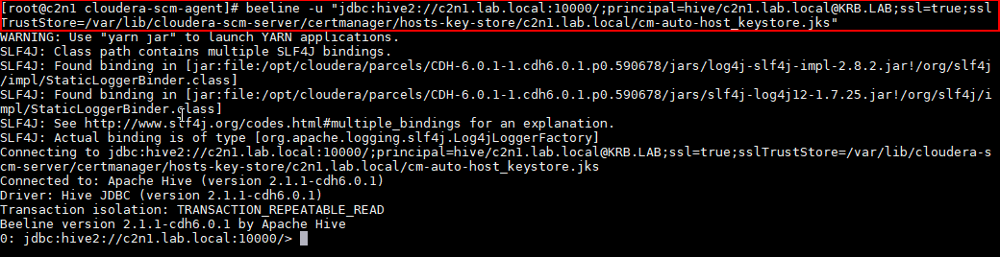 [root@c2n1 cloudera-scm-agent]# beeline -u "jdbc:hive2://c2n1.lab.local:10000/;principal=hive/c2n1.lab.local@KRB.LAB;ssl=true;ssl
TrustStore=/var/lib/cloudera-scm-server/certmanager/hosts-key-store/c2n1.lab.local/cm-auto-host_keystore.jks"
WARNING: Use "yarn jar" to launch YARN applications.
SLF4J: Class path contains multiple SLF4J bindings.
SLF4J: Found binding in [jar:file:/opt/cloudera/parcels/CDH-6.0.1-1.cdh6.0.1.p0.590678/jars/log4j-slf4j-impl-2.8.2.jar!/org/slf4j
/impl/StaticLoggerBinder.class]
SLF4J: Found binding in [jar:file:/opt/cloudera/parcels/CDH-6.0.1-1.cdh6.0.1.p0.590678/jars/slf4j-log4j12-1.7.25.jar!/org/slf4j/i
mpl/StaticLoggerBinder.class]
SLF4J: See http://www.slf4j.org/codes.html#multiple_bindings for an explanation.
SLF4J: Actual binding is of type [org.apache.logging.slf4j.Log4jLoggerFactory]
Connecting to jdbc:hive2://c2n1.lab.local:10000/;principal=hive/c2n1.lab.local@KRB.LAB;ssl=true;sslTrustStore=/var/lib/cloudera-s
cm-server/certmanager/hosts-key-store/c2n1.lab.local/cm-auto-host_keystore.jks
Connected to: Apache Hive (version 2.1.1-cdh6.0.1)
Driver: Hive JDBC (version 2.1.1-cdh6.0.1)
Transaction isolation: TRANSACTION_REPEATABLE_READ
Beeline version 2.1.1-cdh6.0.1 by Apache Hive
0: jdbc:hive2://c2n1.lab.local:10000/>